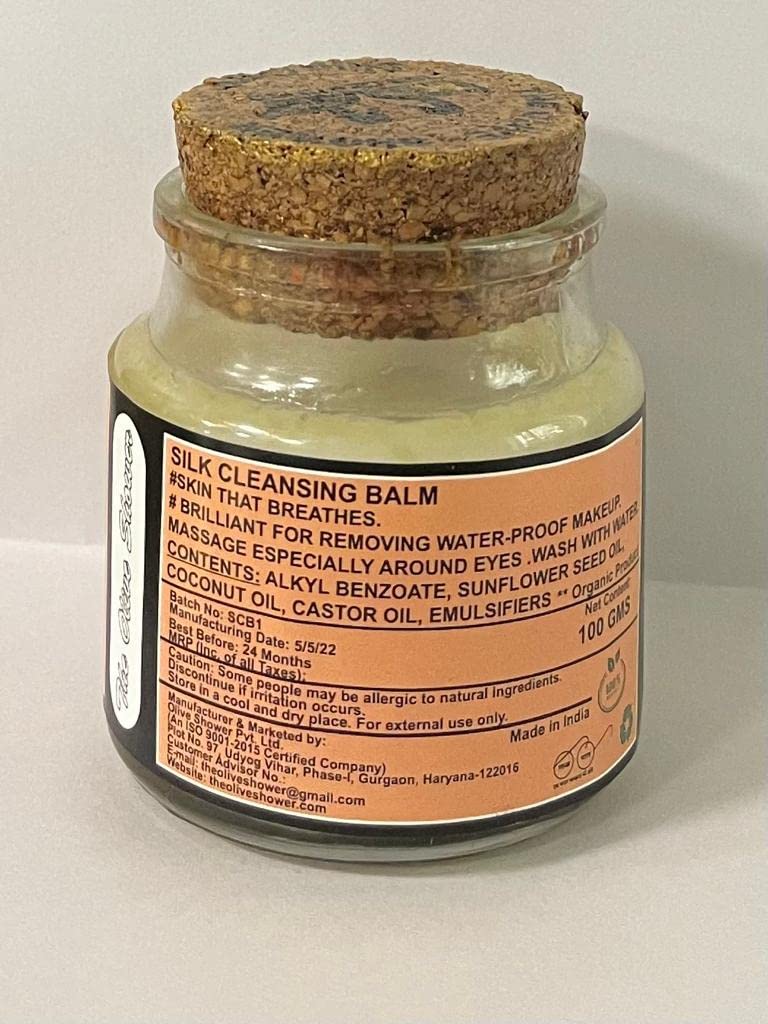 The Olive Shower
SILK CLEANSING BALM
#SKIN THAT BREATHES.
# BRILLIANT FOR REMOVING WATER-PROOF MAKEUP.
MASSAGE ESPECIALLY AROUND EYES .WASH WITH WATER.
CONTENTS: ALKYL BENZOATE, SUNFLOWER SEED OIL,
COCONUT OIL, CASTOR OIL, EMULSIFIERS ** Organic Product
Net Content:
100 GMS
Batch No: SCB1
Manufacturing Date: 5/5/22
Best Before: 24 Months
MRP (Inc. of all Taxes):
Caution: Some people may be allergic to natural ingredients.
Discontinue if irritation occurs.
Store in a cool and dry place. For external use only.
Made in India
Manufacturer & Marketed by:
Olive Shower Pvt. Ltd.
(An ISO 9001-2015 Certified Company)
Plot No. 97, Udyog Vihar, Phase-I, Gurgaon, Haryana-122016
Customer Advisor No.:
E-mail: theoliveshower@gmail.com
Website: theoliveshower.com
100%